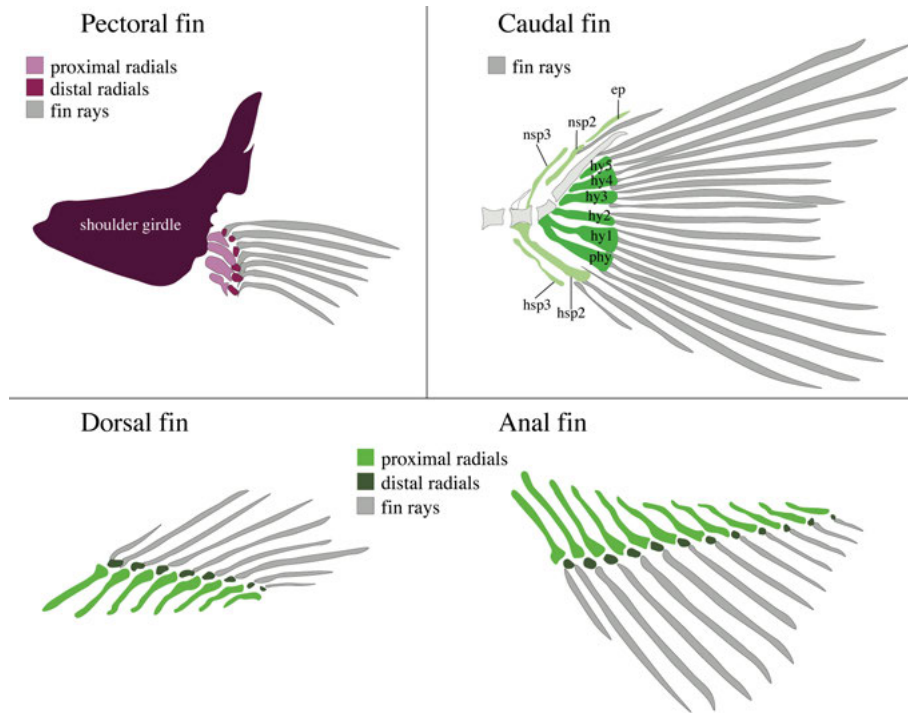 Pectoral fin
proximal radials
distal radials
fin rays
shoulder girdle
Caudal fin
fin rays
ep
nsp2
nsp3
hy5
hy4
hy3
hy2
hy1
phy
hsp3
hsp2
Dorsal fin
Anal fin
proximal radials
distal radials
fin rays